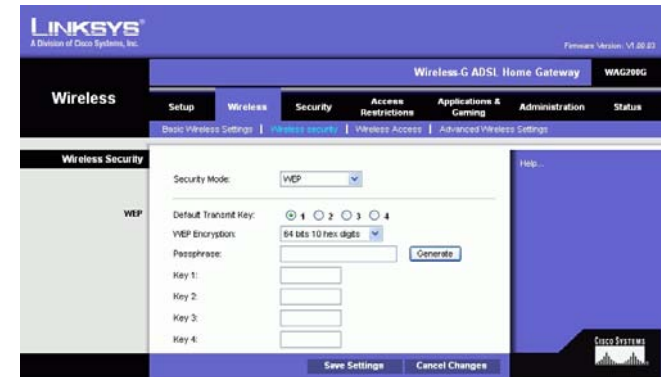 LINKSYS®
A Division of Cisco Systems, Inc.
Firmware Version: V1.00.03
Wireless-G ADSL Home Gateway WAG200G
Wireless
Setup Wireless Security Access Restrictions Applications & Gaming Administration Status
Basic Wireless Settings | Wireless security | Wireless Access | Advanced Wireless Settings
Wireless Security
Help...
Security Mode: WEP
WEP
Default Transmit Key: 1 2 3 4
WEP Encryption: 64 bits 10 hex digits
Passphrase: Generate
Key 1:
Key 2:
Key 3:
Key 4:
Save Settings Cancel Changes
CISCO SYSTEMS